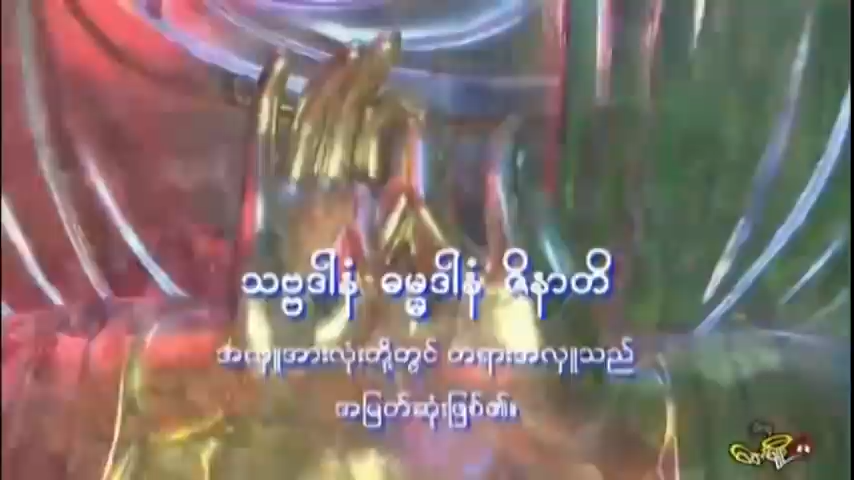 သဗ္ဗဒါနံ ဓမ္မဒါနံ ဇိနာတိ
အလှူအားလုံးတို့တွင် တရားအလှူသည်
အမြတ်ဆုံးဖြစ်၏။